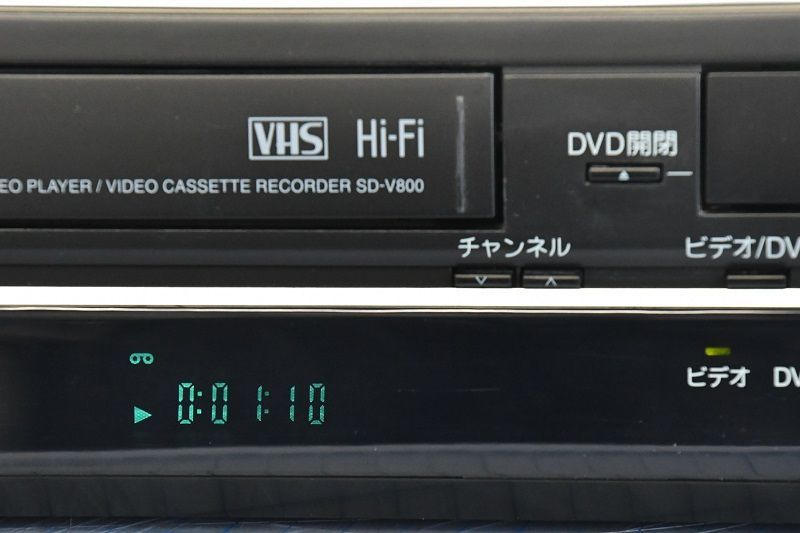 VHS Hi-Fi
DVD開閉
EO PLAYER / VIDEO CASSETTE RECORDER SD-V800
チャンネル
ビデオ/DV
0:01:10
ビデオ DV